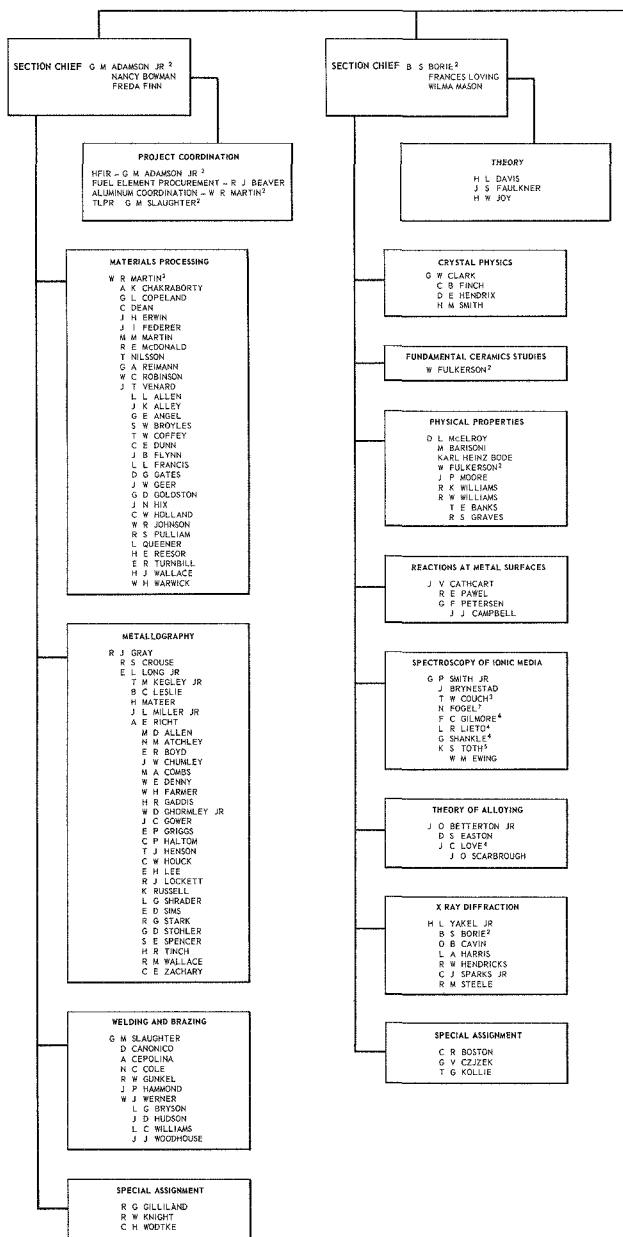 SECTION CHIEF G M ADAMSON JR 2
NANCY BOWMAN
FREDA FINN
PROJECT COORDINATION
HFIR - G M ADAMSON JR 2
FUEL ELEMENT PROCUREMENT - R J BEAVER
ALUMINUM COORDINATION - W R MARTIN2
TLPR G M SLAUGHTER2
MATERIALS PROCESSING
W R MARTIN2
A K CHAKRABORTY
G L COPELAND
C DEAN
J H ERWIN
J I FEDERER
M M MARTIN
R E McDONALD
T NILSSON
G A REIMANN
W C ROBINSON
J T VENARD
L L ALLEN
J K ALLEY
G E ANGEL
S W BROYLES
T W COFFEY
C E DUNN
J B FLYNN
L L FRANCIS
D G GATES
J W GEER
G D GOLDSTON
J N HIX
C W HOLLAND
W R JOHNSON
R S PULLIAM
L QUEENER
H E REESOR
E R TURNBILL
H J WALLACE
W H WARWICK
METALLOGRAPHY
R J GRAY
R S CROUSE
E L LONG JR
T M KEGLEY JR
B C LESLIE
H MATEER
J L MILLER JR
A E RICHT
M D ALLEN
N M ATCHLEY
E R BOYD
J W CHUMLEY
M A COMBS
W E DENNY
W H FARMER
H R GADDIS
W D GHORMLEY JR
J C GOWER
E P GRIGGS
C P HALTOM
T J HENSON
C W HOUCK
E H LEE
R J LOCKETT
K RUSSELL
L G SHRADER
E D SIMS
R G STARK
G D STOHLER
S E SPENCER
H R TINCH
R M WALLACE
C E ZACHARY
WELDING AND BRAZING
G M SLAUGHTER
D CANONICO
A CEPOLINA
N C COLE
R W GUNKEL
J P HAMMOND
W J WERNER
L G BRYSON
J D HUDSON
L C WILLIAMS
J J WOODHOUSE
SPECIAL ASSIGNMENT
R G GILLILAND
R W KNIGHT
C H WODTKE
SECTION CHIEF B S BORIE2
FRANCES LOVING
WILMA MASON
THEORY
H L DAVIS
J S FAULKNER
H W JOY
CRYSTAL PHYSICS
G W CLARK
C B FINCH
D E HENDRIX
H M SMITH
FUNDAMENTAL CERAMICS STUDIES
W FULKERSON2
PHYSICAL PROPERTIES
D L McELROY
M BARISONI
KARL HEINZ BODE
W FULKERSON2
J P MOORE
R K WILLIAMS
R W WILLIAMS
T E BANKS
R S GRAVES
REACTIONS AT METAL SURFACES
J V CATHCART
R E PAWEL
G F PETERSEN
J J CAMPBELL
SPECTROSCOPY OF IONIC MEDIA
G P SMITH JR
J BRYNESTAD
T W COUCH3
N FOGEL7
F C GILMORE4
L R LIETO4
G SHANKLE4
K S TOTH5
W M EWING
THEORY OF ALLOYING
J O BETTERTON JR
D S EASTON
J C LOVE4
J O SCARBROUGH
X RAY DIFFRACTION
H L YAKEL JR
B S BORIE2
O B CAVIN
L A HARRIS
R W HENDRICKS
C J SPARKS JR
R M STEELE
SPECIAL ASSIGNMENT
C R BOSTON
G V CZJZEK
T G KOLLIE